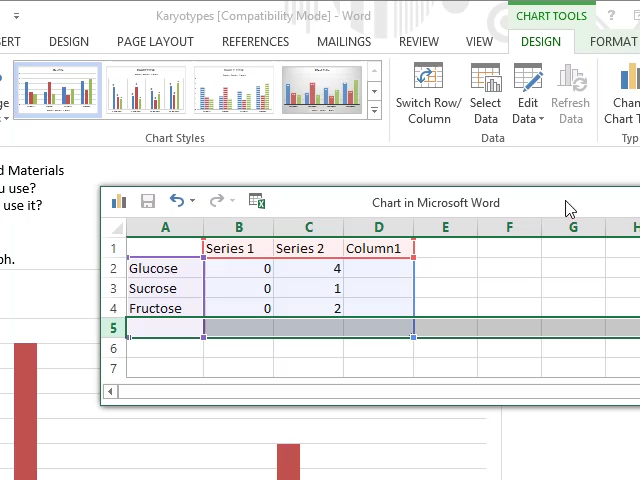 Karyotypes [Compatibility Mode] - Word
CHART TOOLS
?
ERT
DESIGN
PAGE LAYOUT
REFERENCES
MAILINGS
REVIEW
VIEW
DESIGN
FORMAT
ge
Switch Row/
Column
Select
Data
Edit
Data
Refresh
Data
Chan
Chart T
Chart Styles
Data
Typ
d Materials
u use?
use it?
ph.
Chart in Microsoft Word
A B C D E F G H
1 Series 1 Series 2 Column1
2 Glucose 0 4
3 Sucrose 0 1
4 Fructose 0 2
5
6
7